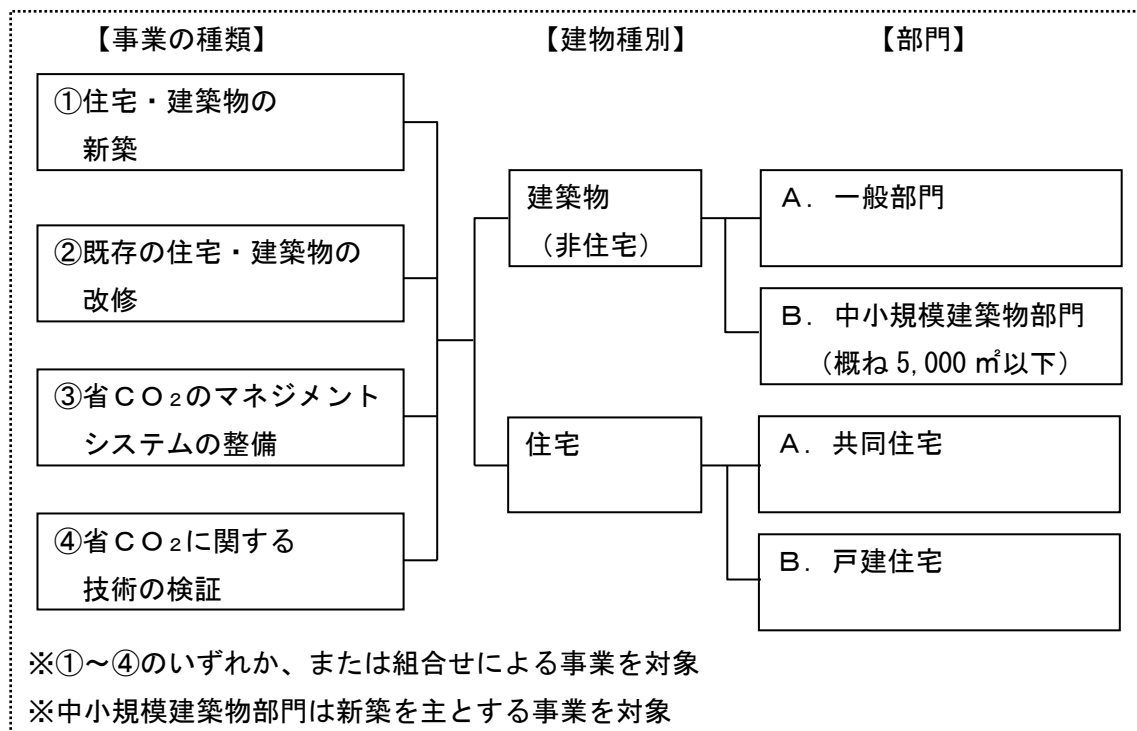 【事業の種類】
【建物種別】
【部門】
①住宅・建築物の
新築
②既存の住宅・建築物の
改修
③省ＣＯ₂のマネジメント
システムの整備
④省ＣＯ₂に関する
技術の検証
建築物
（非住宅）
住宅
Ａ．一般部門
Ｂ．中小規模建築物部門
（概ね 5,000 ㎡以下）
Ａ．共同住宅
Ｂ．戸建住宅
※①～④のいずれか、または組合せによる事業を対象
※中小規模建築物部門は新築を主とする事業を対象